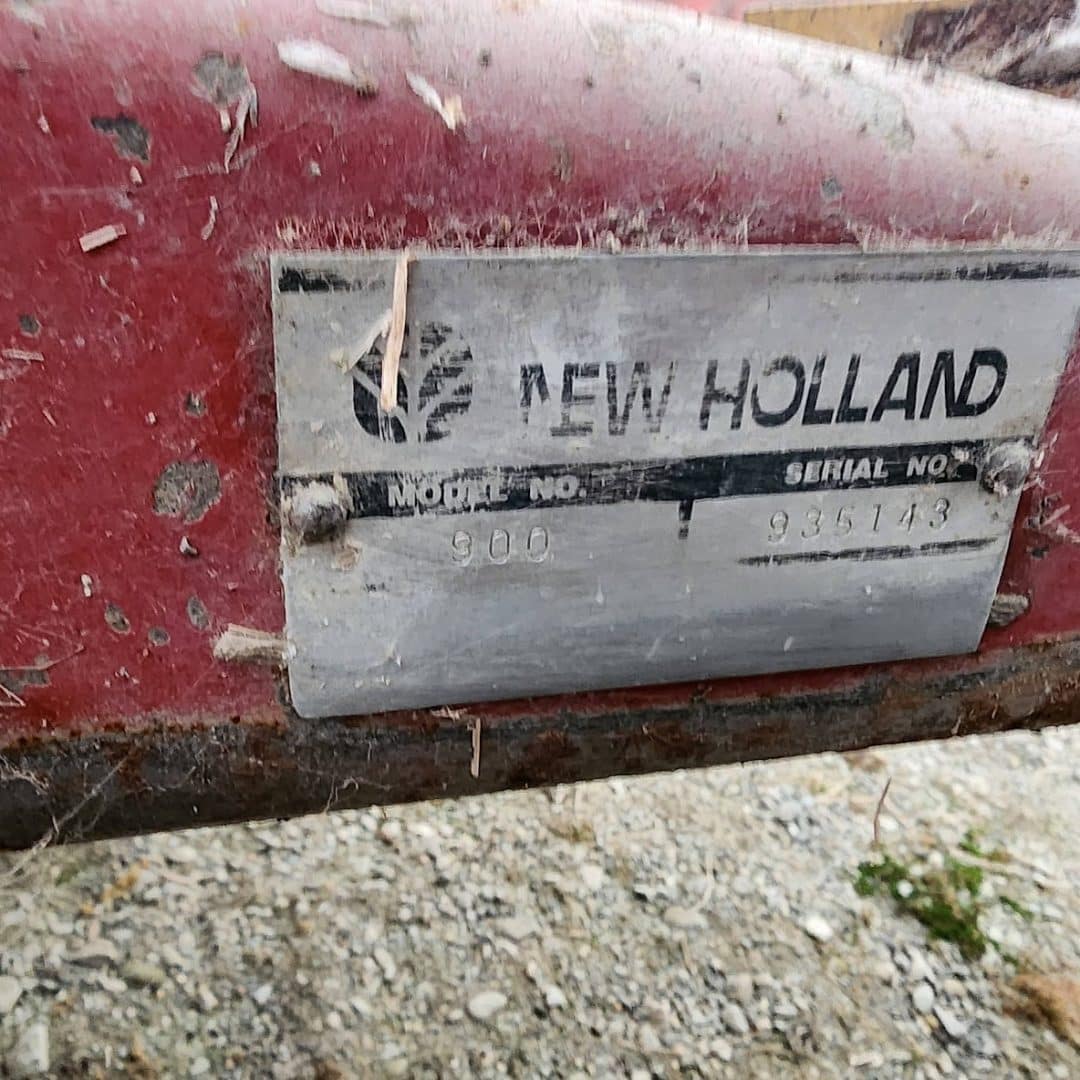 NEW HOLLAND
MODEL NO. SERIAL NO.
900 935143